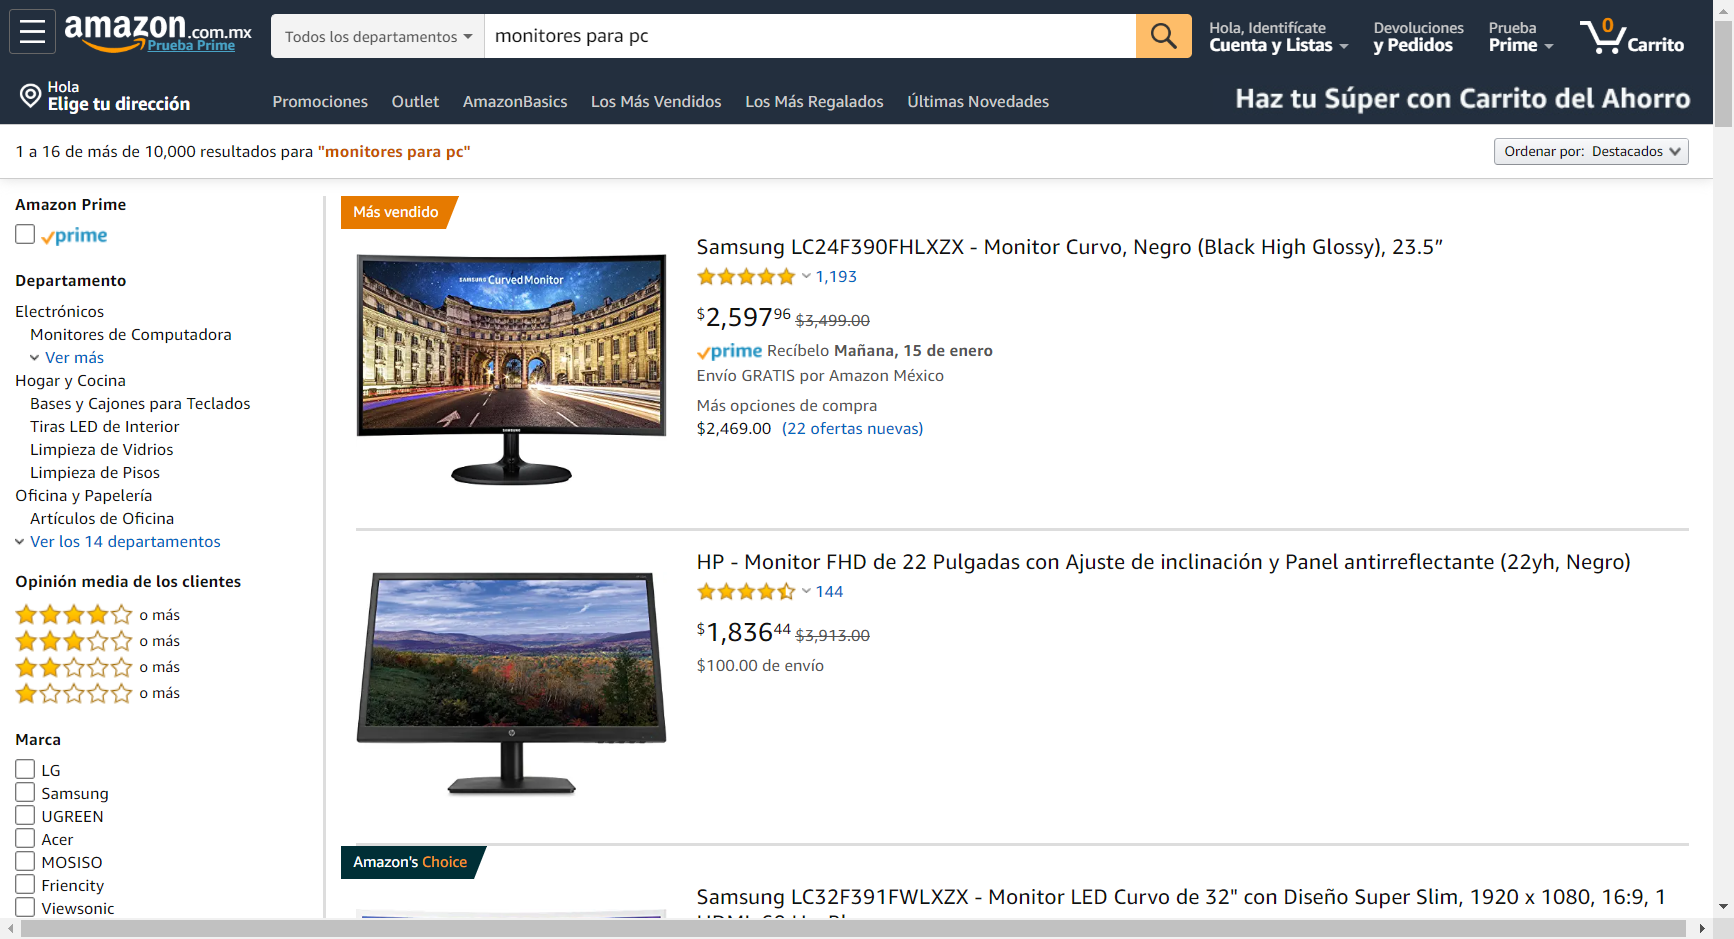 amazon.com.mx
Prueba Prime
Todos los departamentos
monitores para pc
Hola, Identifícate
Cuenta y Listas
Devoluciones
y Pedidos
Prueba
Prime
0
Carrito
Hola
Elige tu dirección
Promociones
Outlet
AmazonBasics
Los Más Vendidos
Los Más Regalados
Últimas Novedades
Haz tu Súper con Carrito del Ahorro
1 a 16 de más de 10,000 resultados para "monitores para pc"
Ordenar por: Destacados
Amazon Prime
prime
Departamento
Electrónicos
Monitores de Computadora
Ver más
Hogar y Cocina
Bases y Cajones para Teclados
Tiras LED de Interior
Limpieza de Vidrios
Limpieza de Pisos
Oficina y Papelería
Artículos de Oficina
Ver los 14 departamentos
Opinión media de los clientes
o más
o más
o más
o más
Marca
LG
Samsung
UGREEN
Acer
MOSISO
Friencity
Viewsonic
Más vendido
SAMSUNG Curved Monitor
SAMSUNG
Samsung LC24F390FHLXZX - Monitor Curvo, Negro (Black High Glossy), 23.5”
1,193
$2,59796 $3,499.00
prime Recíbelo Mañana, 15 de enero
Envío GRATIS por Amazon México
Más opciones de compra
$2,469.00 (22 ofertas nuevas)
hp
HP - Monitor FHD de 22 Pulgadas con Ajuste de inclinación y Panel antirreflectante (22yh, Negro)
144
$1,83644 $3,913.00
$100.00 de envío
Amazon's Choice
Samsung LC32F391FWLXZX - Monitor LED Curvo de 32" con Diseño Super Slim, 1920 x 1080, 16:9, 1